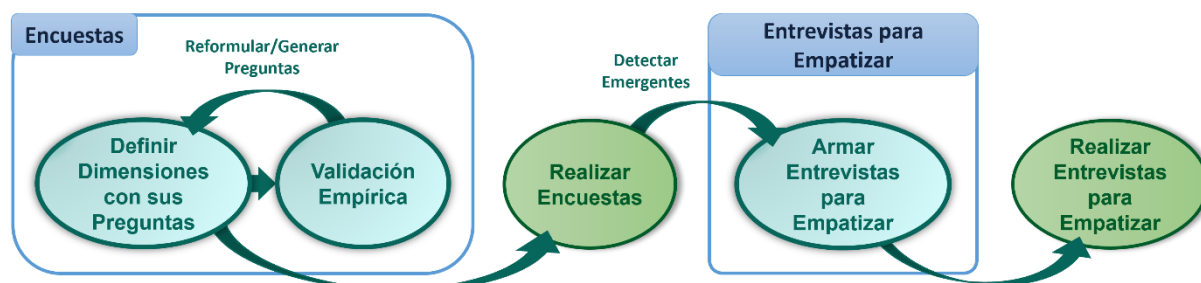 Encuestas
Reformular/Generar
Preguntas
Definir
Dimensiones
con sus
Preguntas
Validación
Empírica
Realizar
Encuestas
Detectar
Emergentes
Entrevistas para
Empatizar
Armar
Entrevistas
para
Empatizar
Realizar
Entrevistas
para
Empatizar